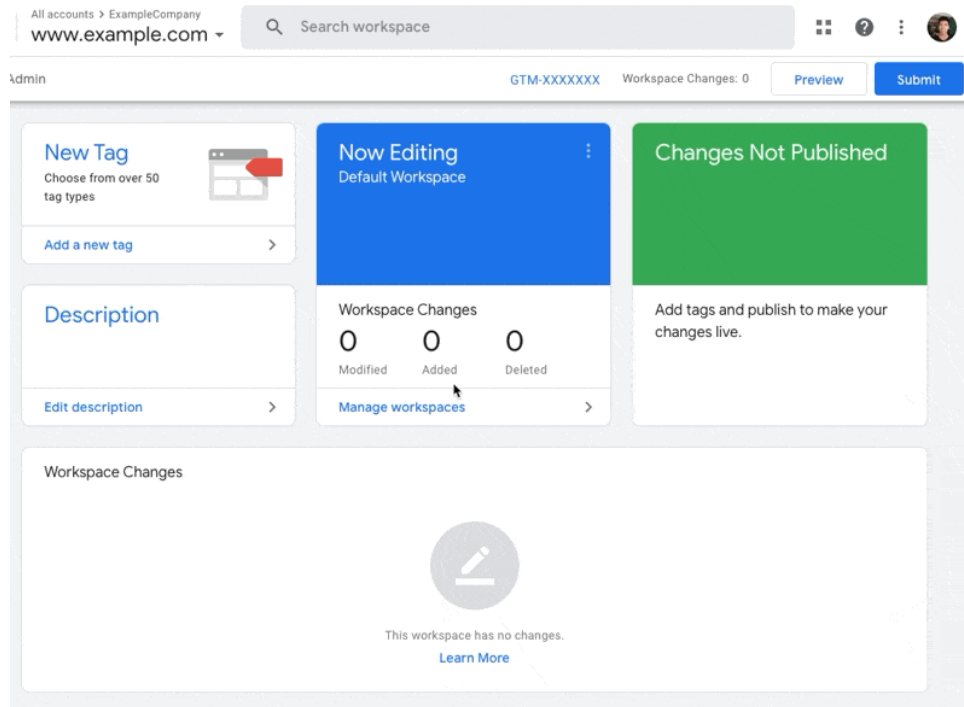 All accounts > ExampleCompany
www.example.com
Search workspace
Admin
GTM-XXXXXXX
Workspace Changes: 0
Preview
Submit
New Tag
Choose from over 50
tag types
Add a new tag
Now Editing
Default Workspace
Changes Not Published
Description
Edit description
Workspace Changes
0 0 0
Modified Added Deleted
Manage workspaces
Add tags and publish to make your
changes live.
Workspace Changes
This workspace has no changes.
Learn More